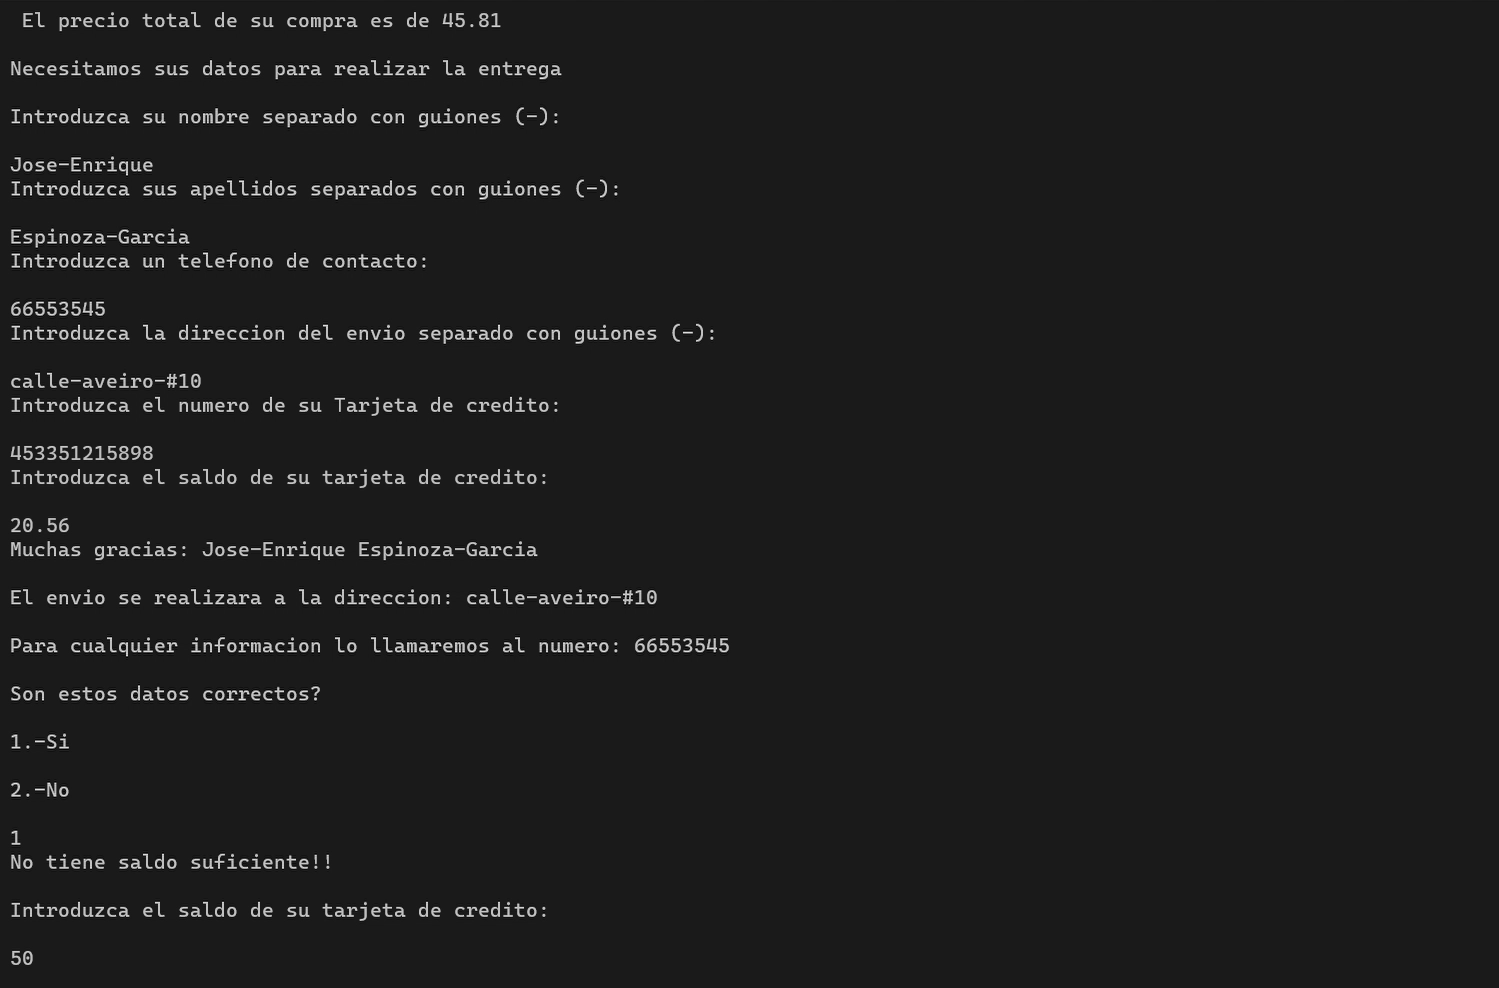 El precio total de su compra es de 45.81
Necesitamos sus datos para realizar la entrega
Introduzca su nombre separado con guiones (-):
Jose-Enrique
Introduzca sus apellidos separados con guiones (-):
Espinoza-Garcia
Introduzca un telefono de contacto:
66553545
Introduzca la direccion del envio separado con guiones (-):
calle-aveiro-#10
Introduzca el numero de su Tarjeta de credito:
453351215898
Introduzca el saldo de su tarjeta de credito:
20.56
Muchas gracias: Jose-Enrique Espinoza-Garcia
El envio se realizara a la direccion: calle-aveiro-#10
Para cualquier informacion lo llamaremos al numero: 66553545
Son estos datos correctos?
1.-Si
2.-No
1
No tiene saldo suficiente!!
Introduzca el saldo de su tarjeta de credito:
50